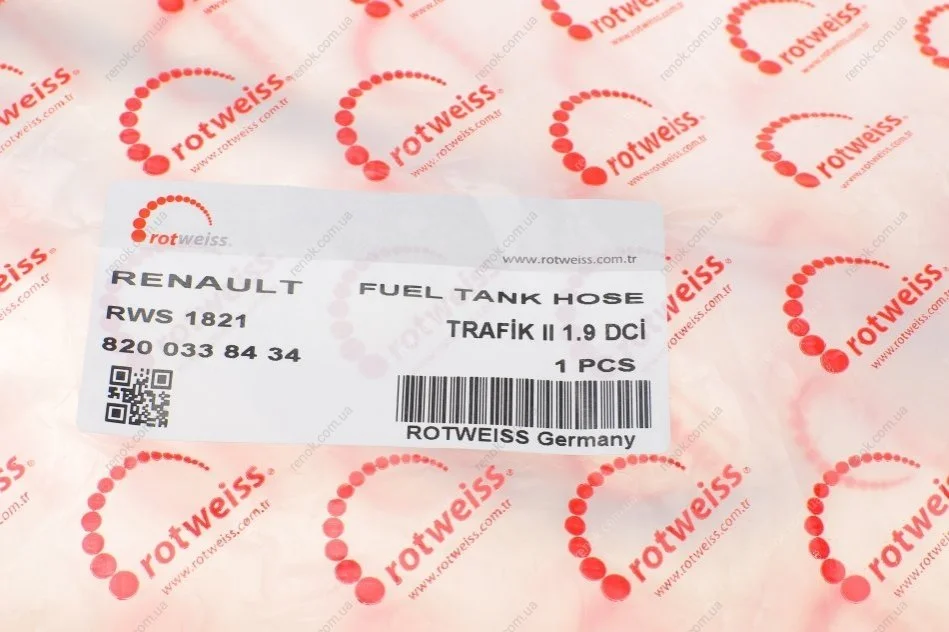 rotweiss.
www.rotweiss.com.tr
RENAULT
FUEL TANK HOSE
RWS 1821
TRAFİK II 1.9 DCİ
820 033 84 34
1 PCS
ROTWEISS Germany
rotweiss
www.rotweiss.com.tr
renok.com.ua